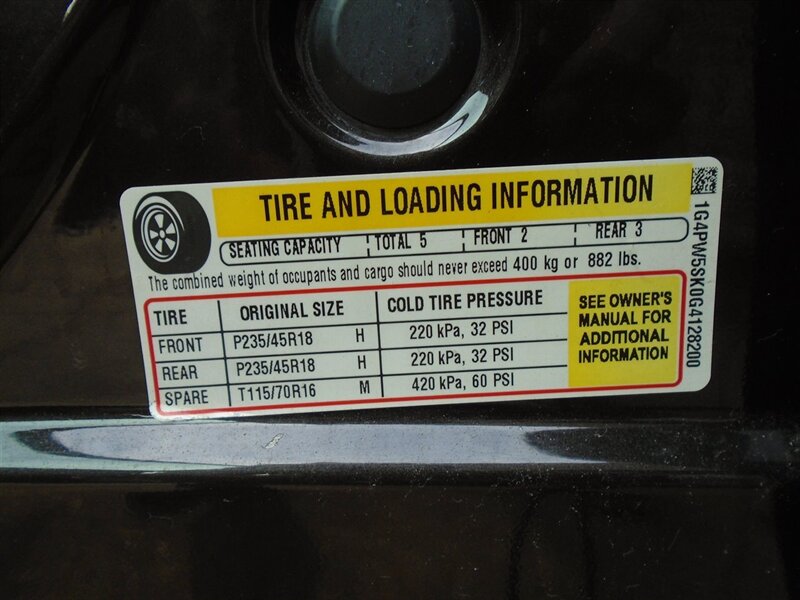 TIRE AND LOADING INFORMATION
SEATING CAPACITY TOTAL 5 FRONT 2 REAR 3
The combined weight of occupants and cargo should never exceed 400 kg or 882 lbs.
TIRE ORIGINAL SIZE COLD TIRE PRESSURE
FRONT P235/45R18 H 220 kPa, 32 PSI
REAR P235/45R18 H 220 kPa, 32 PSI
SPARE T115/70R16 M 420 kPa, 60 PSI
SEE OWNER'S
MANUAL FOR
ADDITIONAL
INFORMATION
1G4PW5SK0G4128200